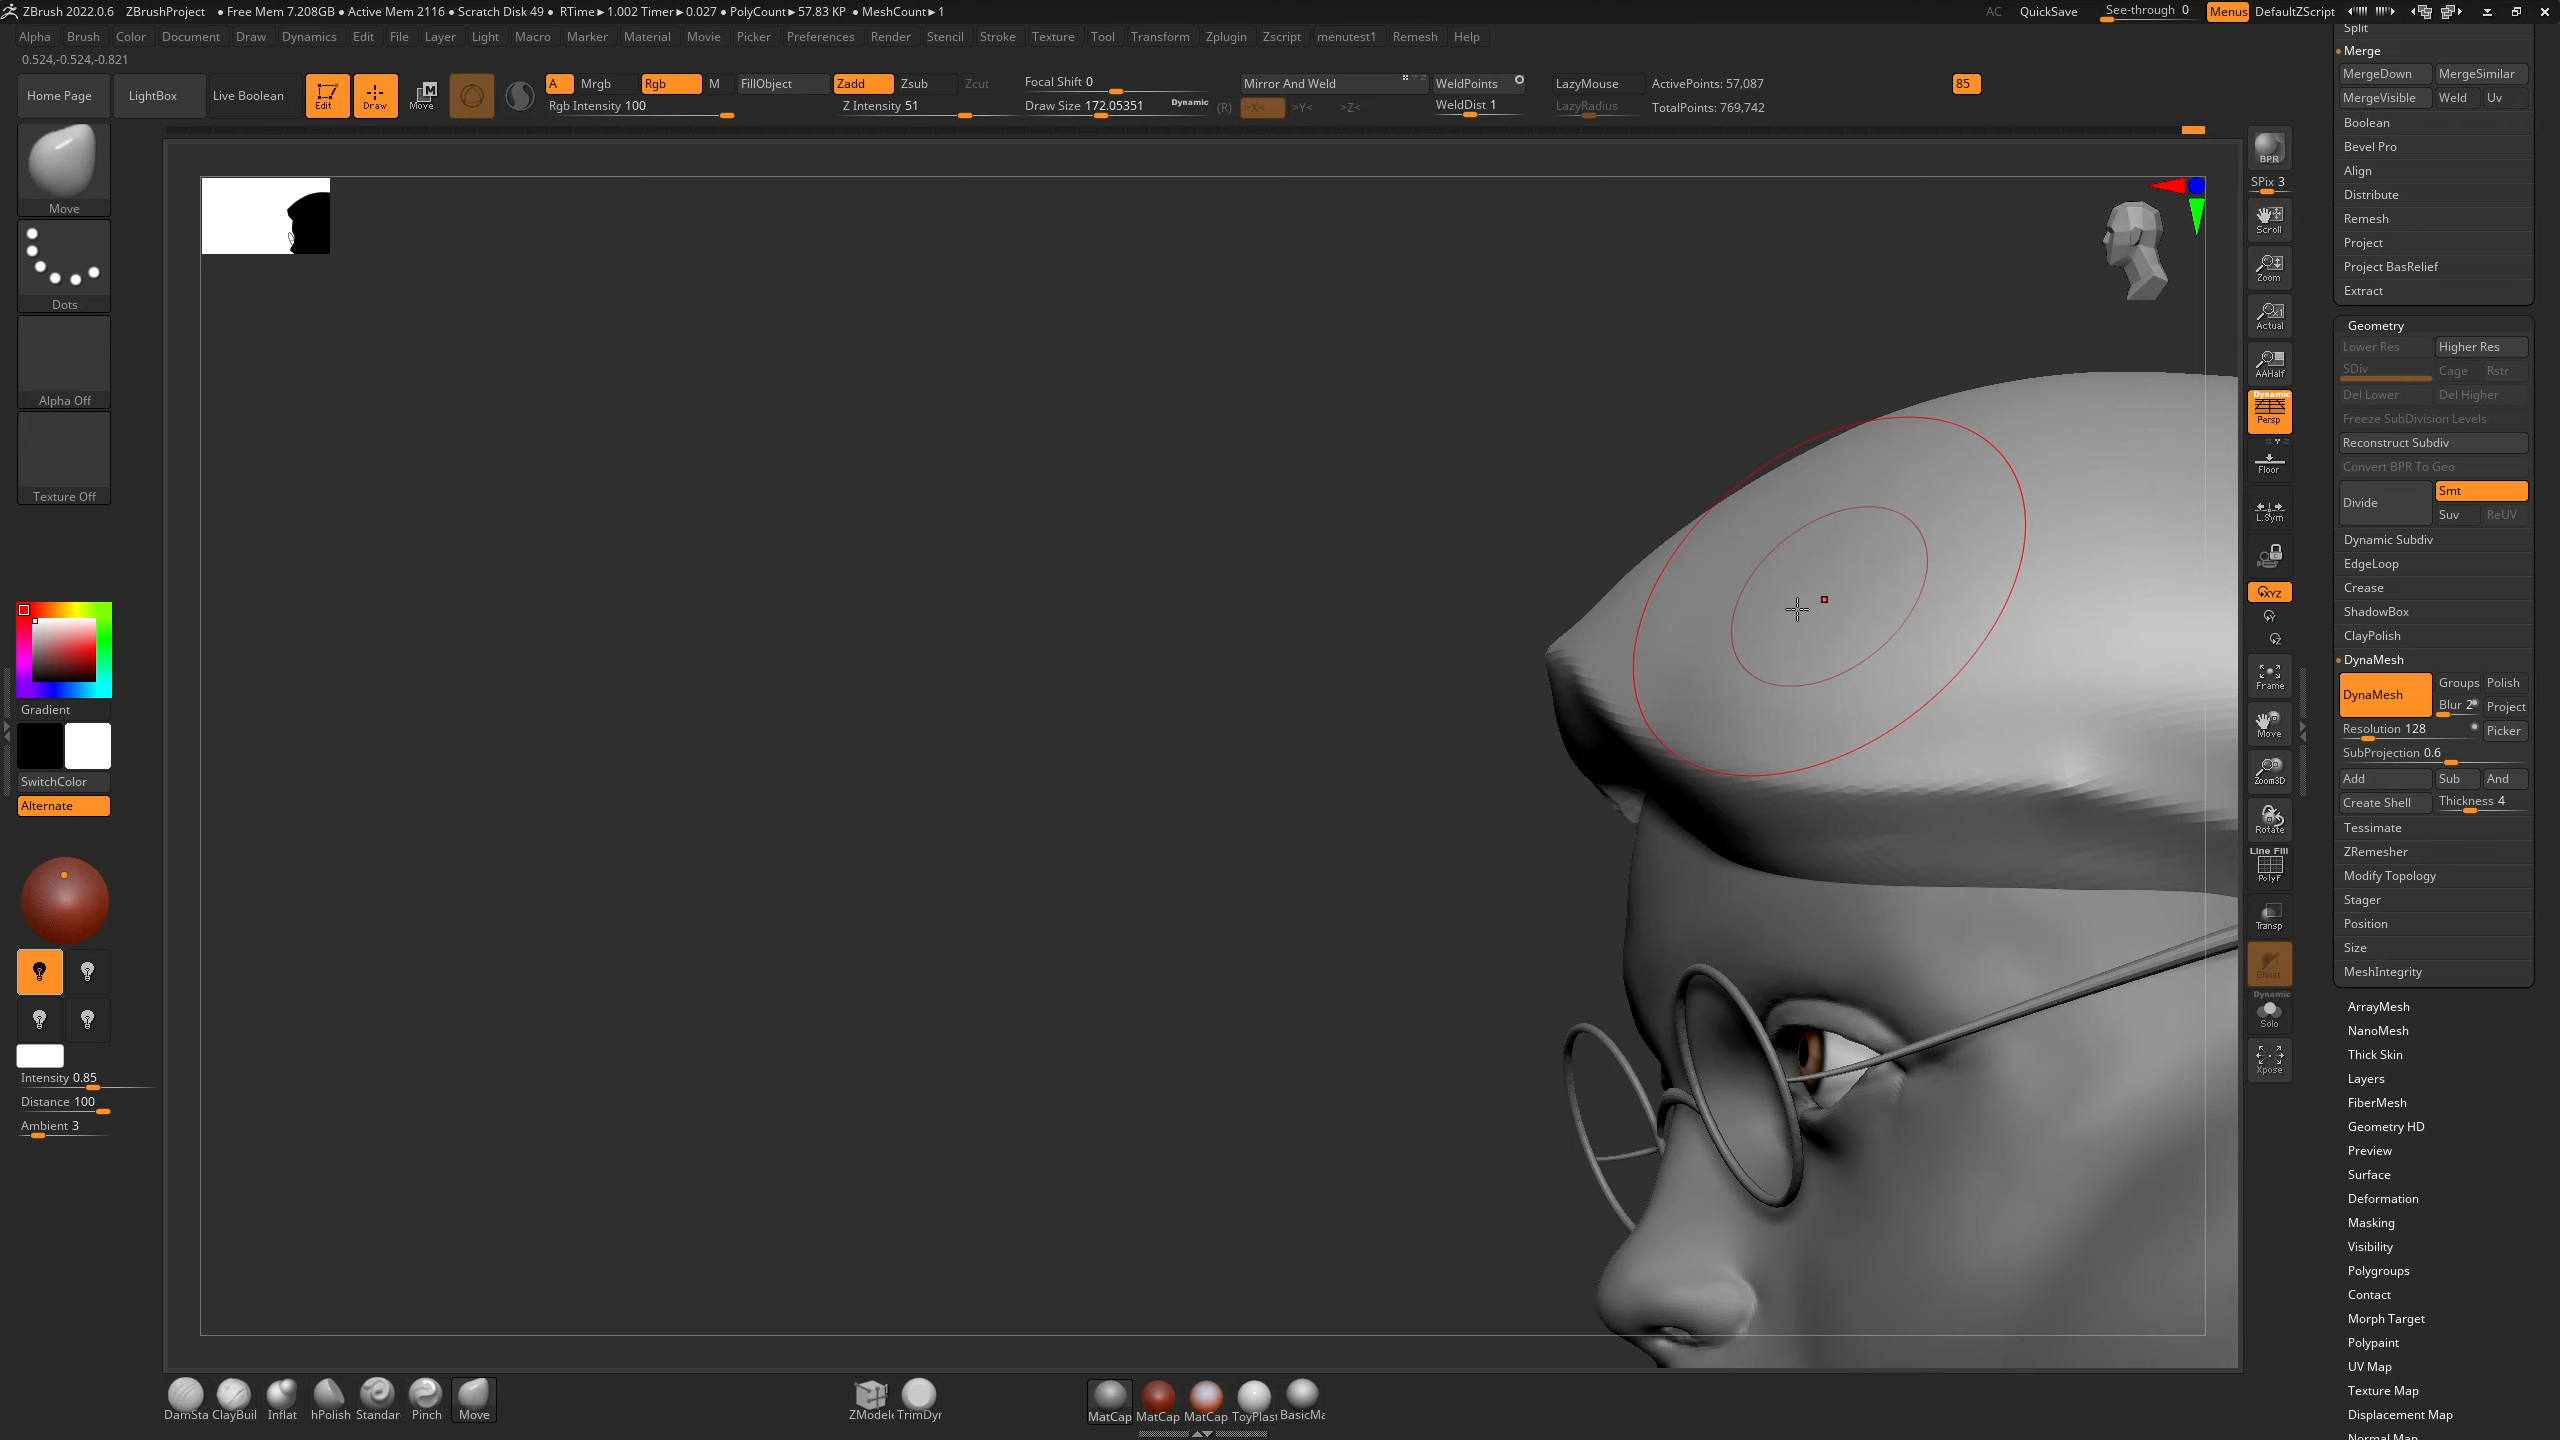 ZBrush 2022.0.6 ZBrushProject • Free Mem 7.208GB • Active Mem 2116 • Scratch Disk 49 • RTime►1.002 Timer►0.027 • PolyCount►57.83 KP • MeshCount►1 AC QuickSave See-through 0 Menus DefaultZScript
Alpha Brush Color Document Draw Dynamics Edit File Layer Light Macro Marker Material Movie Picker Preferences Render Stencil Stroke Texture Tool Transform Zplugin Zscript menutest1 Remesh Help
0.524,-0.524,-0.821
Home Page LightBox Live Boolean Edit Draw Move
A Mrgb Rgb M FillObject Zadd Zsub Zcut Focal Shift 0 Mirror And Weld WeldPoints LazyMouse ActivePoints: 57,087 85
Rgb Intensity 100 Z Intensity 51 Draw Size 172.05351 Dynamic (R) >X< >Y< >Z< WeldDist 1 LazyRadius TotalPoints: 769,742
Move
Dots
Alpha Off
Texture Off
Gradient
SwitchColor
Alternate
Intensity 0.85
Distance 100
Ambient 3
DamSta ClayBuil Inflat hPolish Standar Pinch Move ZModele TrimDyn MatCap MatCap MatCap ToyPlast BasicMa
BPR
SPix 3
Scroll
Zoom
Actual
AAHalf
Dynamic
Persp
Floor
L.Sym
XYZ
Y
Z
Frame
Move
Zoom3D
Rotate
Line Fill
PolyF
Transp
Ghost
Dynamic
Solo
Xpose
Split
Merge
MergeDown MergeSimilar
MergeVisible Weld Uv
Boolean
Bevel Pro
Align
Distribute
Remesh
Project
Project BasRelief
Extract
Geometry
Lower Res Higher Res
SDiv Cage Rstr
Del Lower Del Higher
Freeze SubDivision Levels
Reconstruct Subdiv
Convert BPR To Geo
Divide Smt
Suv ReUV
Dynamic Subdiv
EdgeLoop
Crease
ShadowBox
ClayPolish
DynaMesh
DynaMesh Groups Polish
Blur 2 Project
Resolution 128 Picker
SubProjection 0.6
Add Sub And
Create Shell Thickness 4
Tessimate
ZRemesher
Modify Topology
Stager
Position
Size
MeshIntegrity
ArrayMesh
NanoMesh
Thick Skin
Layers
FiberMesh
Geometry HD
Preview
Surface
Deformation
Masking
Visibility
Polygroups
Contact
Morph Target
Polypaint
UV Map
Texture Map
Displacement Map
Normal Map